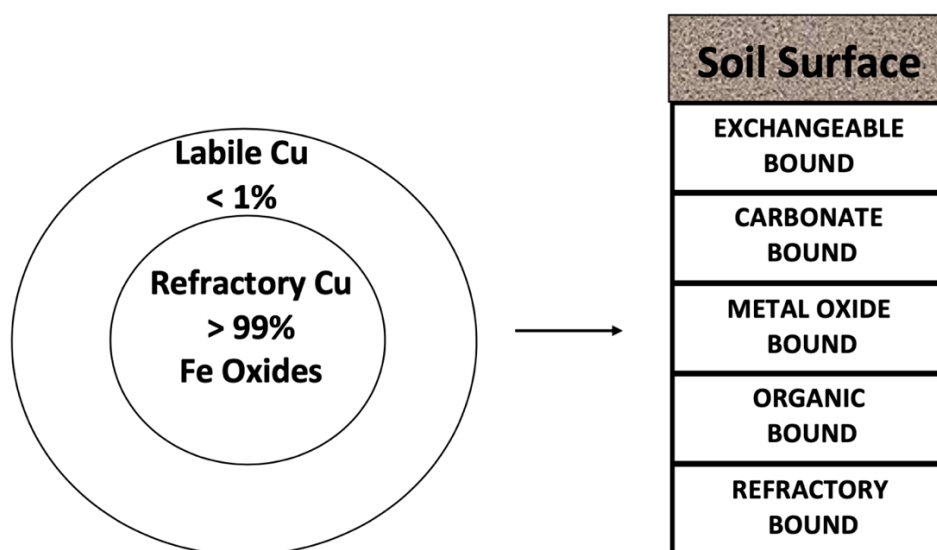 Labile Cu
< 1%
Refractory Cu
> 99%
Fe Oxides
Soil Surface
EXCHANGEABLE
BOUND
CARBONATE
BOUND
METAL OXIDE
BOUND
ORGANIC
BOUND
REFRACTORY
BOUND